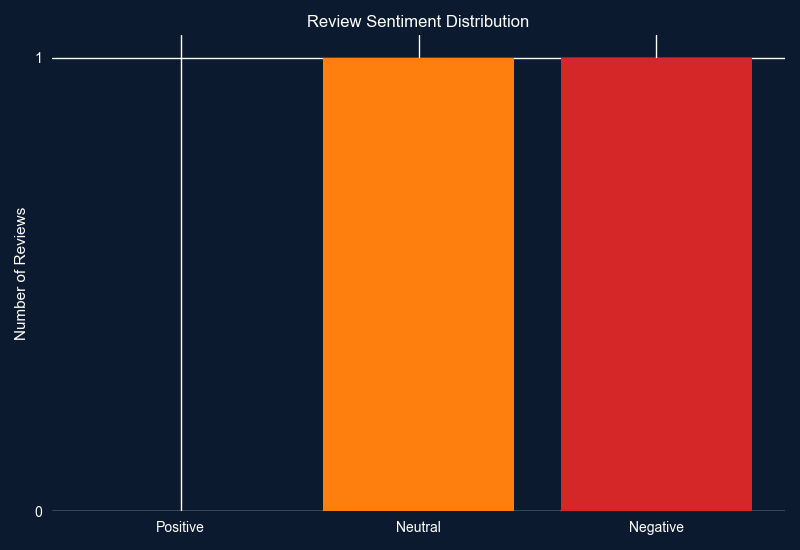 Review Sentiment Distribution
Number of Reviews
1
0
Positive
Neutral
Negative